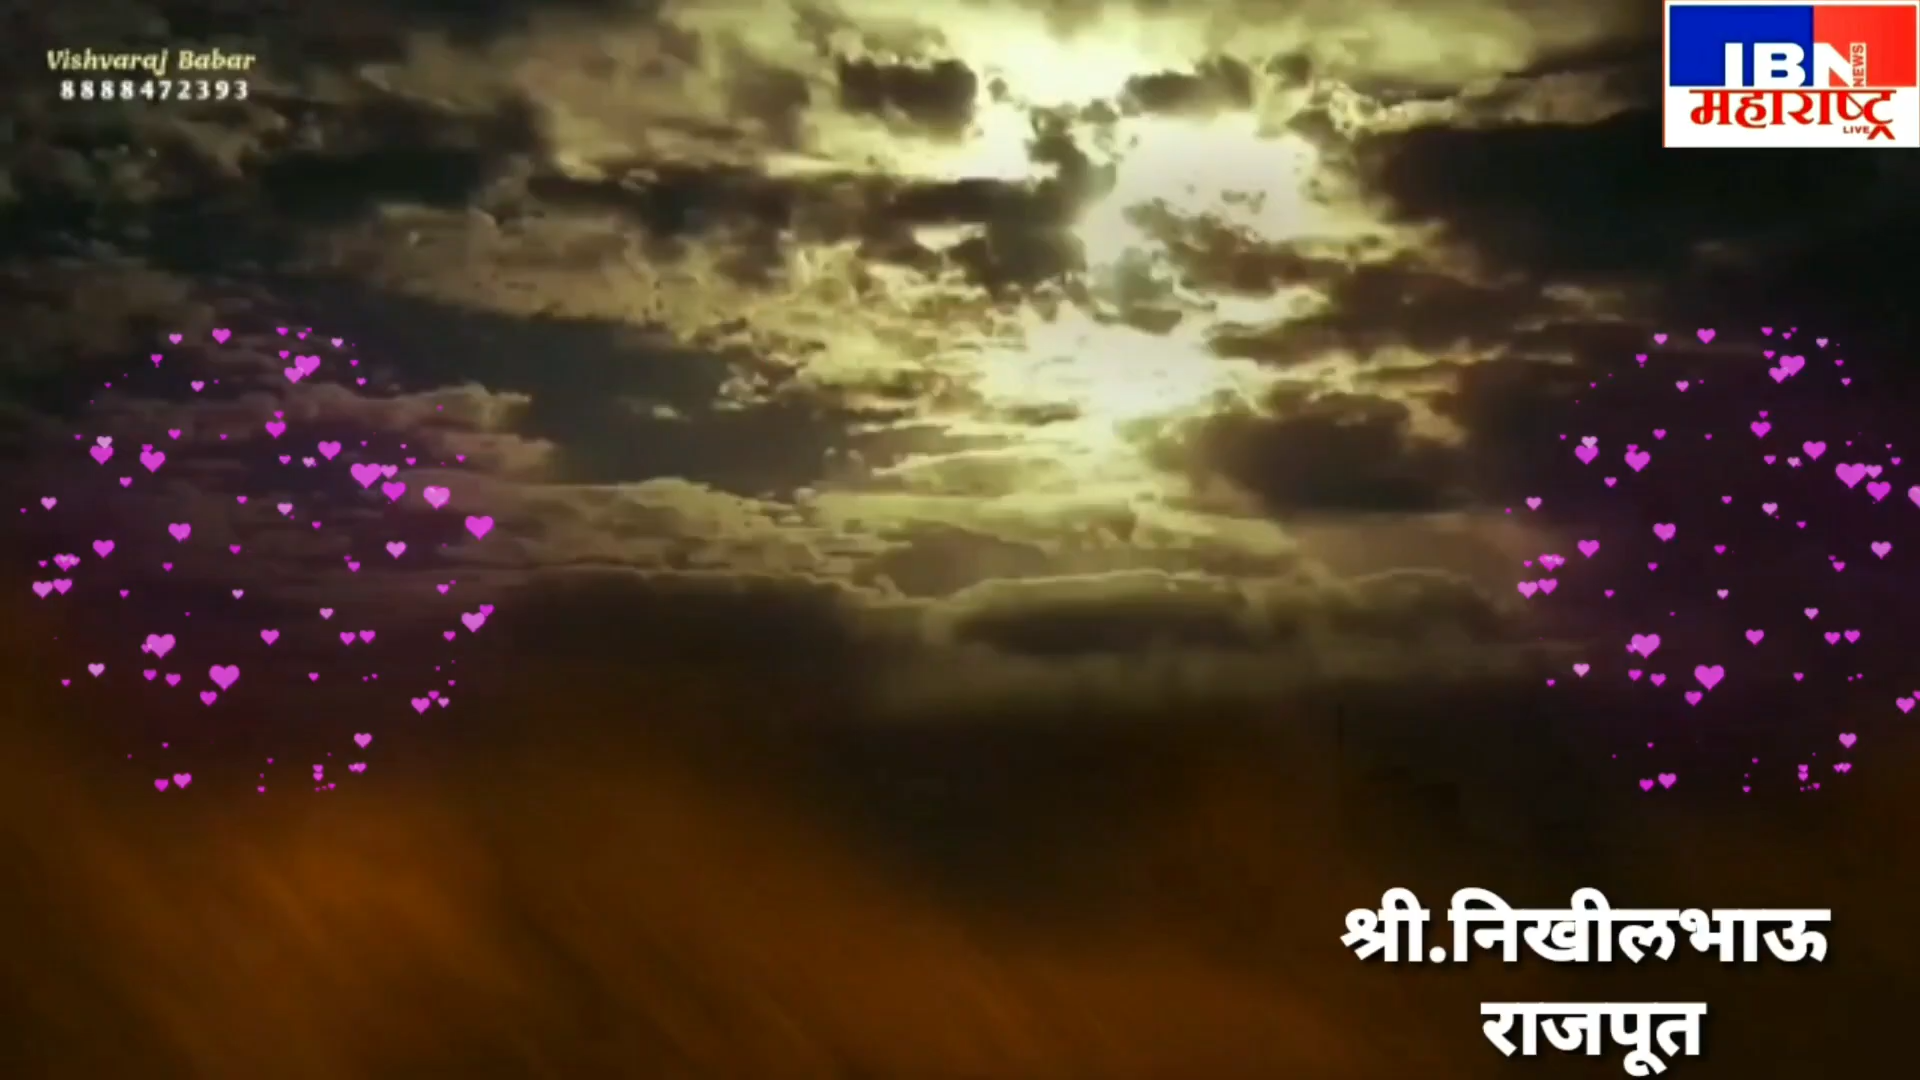 Vishvaraj Babar
8888472393
IBN
NEWS
महाराष्ट्र
LIVE
श्री.निखीलभाऊ
राजपूत